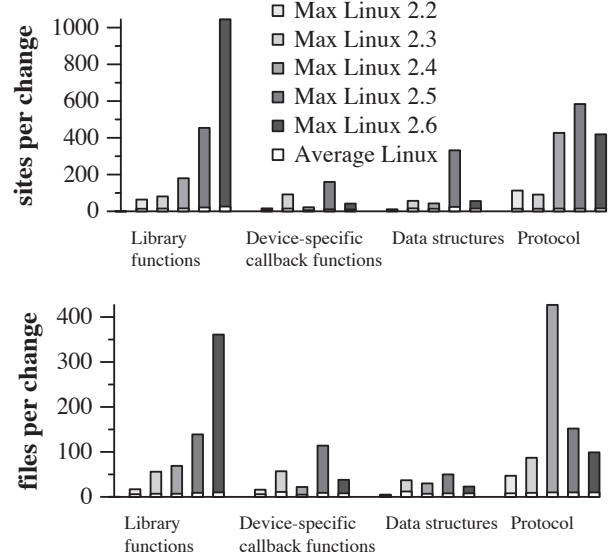 sites per change
1000
800
600
400
200
0
Max Linux 2.2
Max Linux 2.3
Max Linux 2.4
Max Linux 2.5
Max Linux 2.6
Average Linux
Library
functions
Device-specific
callback functions
Data structures
Protocol
files per change
400
300
200
100
0
Library
functions
Device-specific
callback functions
Data structures
Protocol